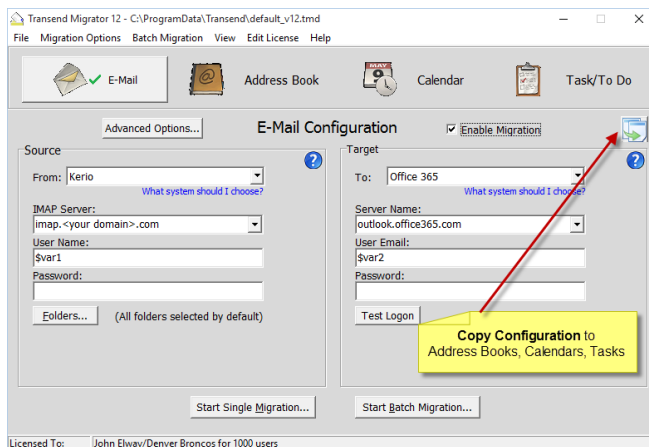 Transend Migrator 12 - C:\ProgramData\Transend\default_v12.tmd
File Migration Options Batch Migration View Edit License Help
E-Mail Address Book MAY 9 Calendar Task/To Do
Advanced Options... E-Mail Configuration Enable Migration
Source Target
From: Kerio To: Office 365
What system should I choose? What system should I choose?
IMAP Server: Server Name:
imap.<your domain>.com outlook.office365.com
User Name: User Email:
$var1 $var2
Password: Password:
Folders... (All folders selected by default) Test Logon
Copy Configuration to
Address Books, Calendars, Tasks
Start Single Migration... Start Batch Migration...
Licensed To: John Elway/Denver Broncos for 1000 users